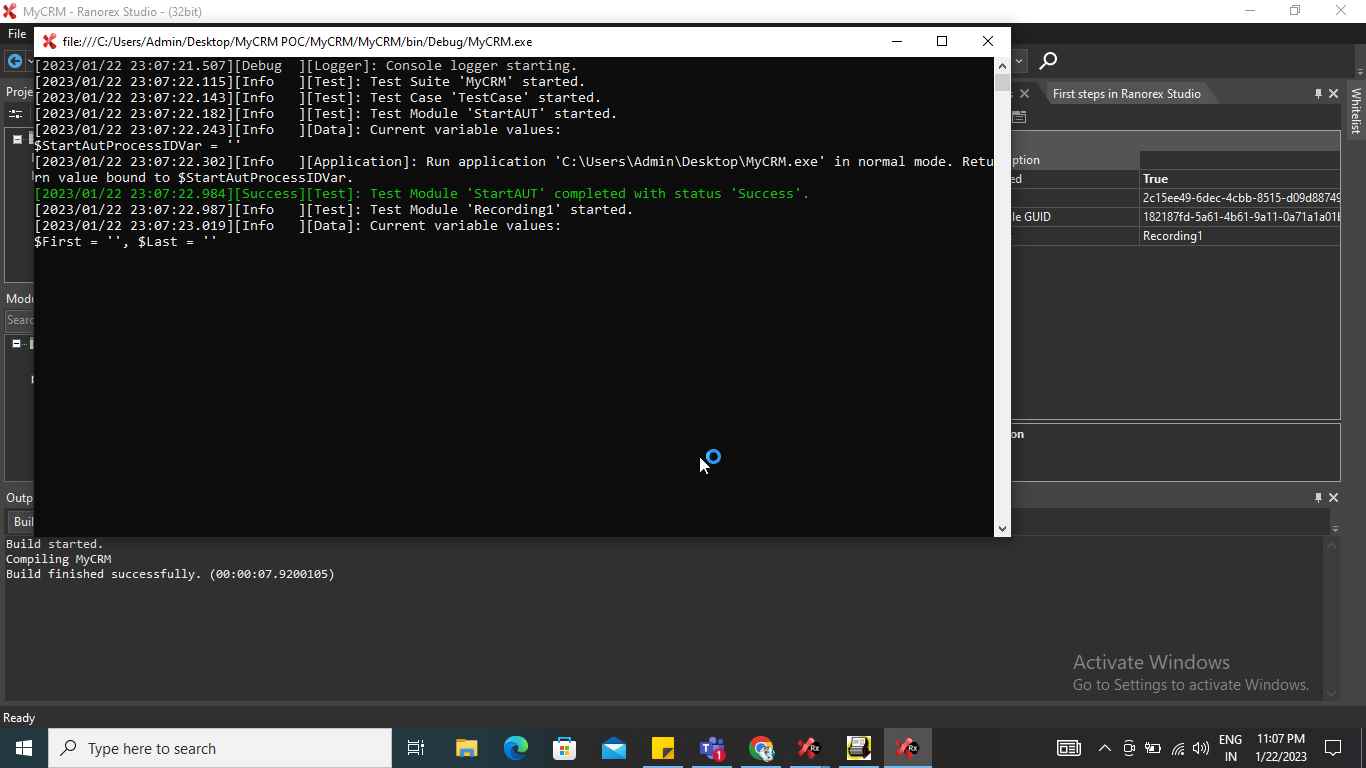 MyCRM - Ranorex Studio - (32bit)
File
file:///C:/Users/Admin/Desktop/MyCRM POC/MyCRM/MyCRM/bin/Debug/MyCRM.exe
[2023/01/22 23:07:21.507][Debug  ][Logger]: Console logger starting.
[2023/01/22 23:07:22.115][Info   ][Test]: Test Suite 'MyCRM' started.
[2023/01/22 23:07:22.143][Info   ][Test]: Test Case 'TestCase' started.
[2023/01/22 23:07:22.182][Info   ][Test]: Test Module 'StartAUT' started.
[2023/01/22 23:07:22.243][Info   ][Data]: Current variable values:
$StartAutProcessIDVar = ''
[2023/01/22 23:07:22.302][Info   ][Application]: Run application 'C:\Users\Admin\Desktop\MyCRM.exe' in normal mode. Retu
rn value bound to $StartAutProcessIDVar.
[2023/01/22 23:07:22.984][Success][Test]: Test Module 'StartAUT' completed with status 'Success'.
[2023/01/22 23:07:22.987][Info   ][Test]: Test Module 'Recording1' started.
[2023/01/22 23:07:23.019][Info   ][Data]: Current variable values:
$First = '', $Last = ''
Proje
Modu
Searc
Outp
Buil
First steps in Ranorex Studio
Whitelist
ption
ed
True
2c15ee49-6dec-4cbb-8515-d09d88749
le GUID
182187fd-5a61-4b61-9a11-0a71a1a01
Recording1
on
Build started.
Compiling MyCRM
Build finished successfully. (00:00:07.9200105)
Activate Windows
Go to Settings to activate Windows.
Ready
Type here to search
1
Rx
Rx
ENG
IN
11:07 PM
1/22/2023